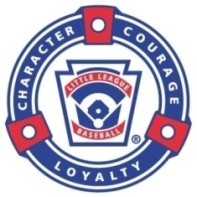 CHARACTER
COURAGE
LOYALTY
LITTLE LEAGUE
BASEBALL
®